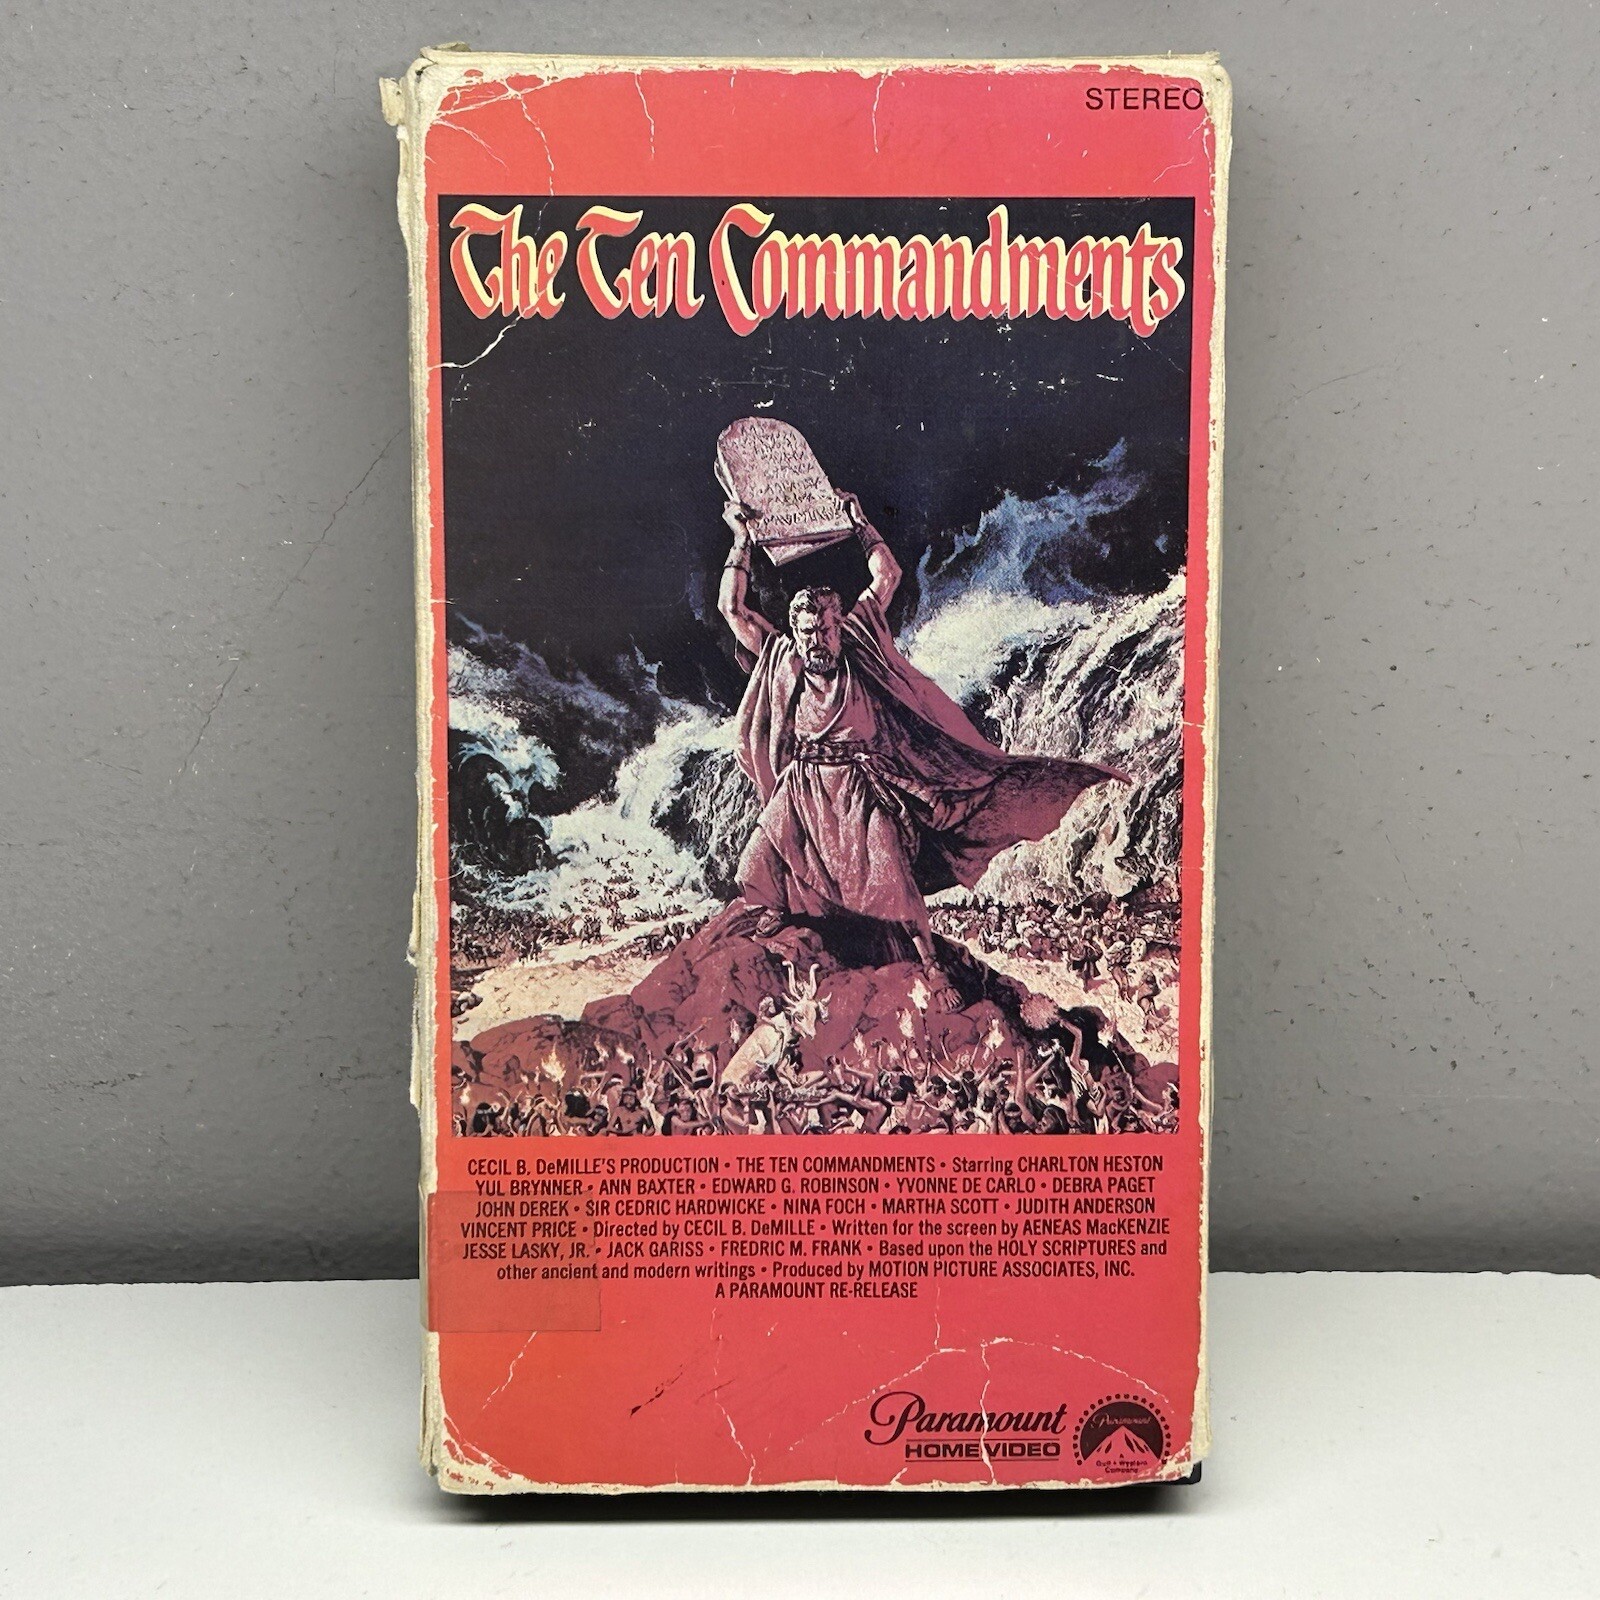 STEREO
The Ten Commandments
CECIL B. DeMILLE'S PRODUCTION • THE TEN COMMANDMENTS • Starring CHARLTON HESTON
YUL BRYNNER • ANN BAXTER • EDWARD G. ROBINSON • YVONNE DE CARLO • DEBRA PAGET
JOHN DEREK • SIR CEDRIC HARDWICKE • NINA FOCH • MARTHA SCOTT • JUDITH ANDERSON
VINCENT PRICE • Directed by CECIL B. DeMILLE • Written for the screen by AENEAS MacKENZIE
JESSE LASKY, JR. • JACK GARISS • FREDRIC M. FRANK • Based upon the HOLY SCRIPTURES and
other ancient and modern writings • Produced by MOTION PICTURE ASSOCIATES, INC.
A PARAMOUNT RE-RELEASE
Paramount
HOME VIDEO
Paramount
A
Gulf + Western
Company